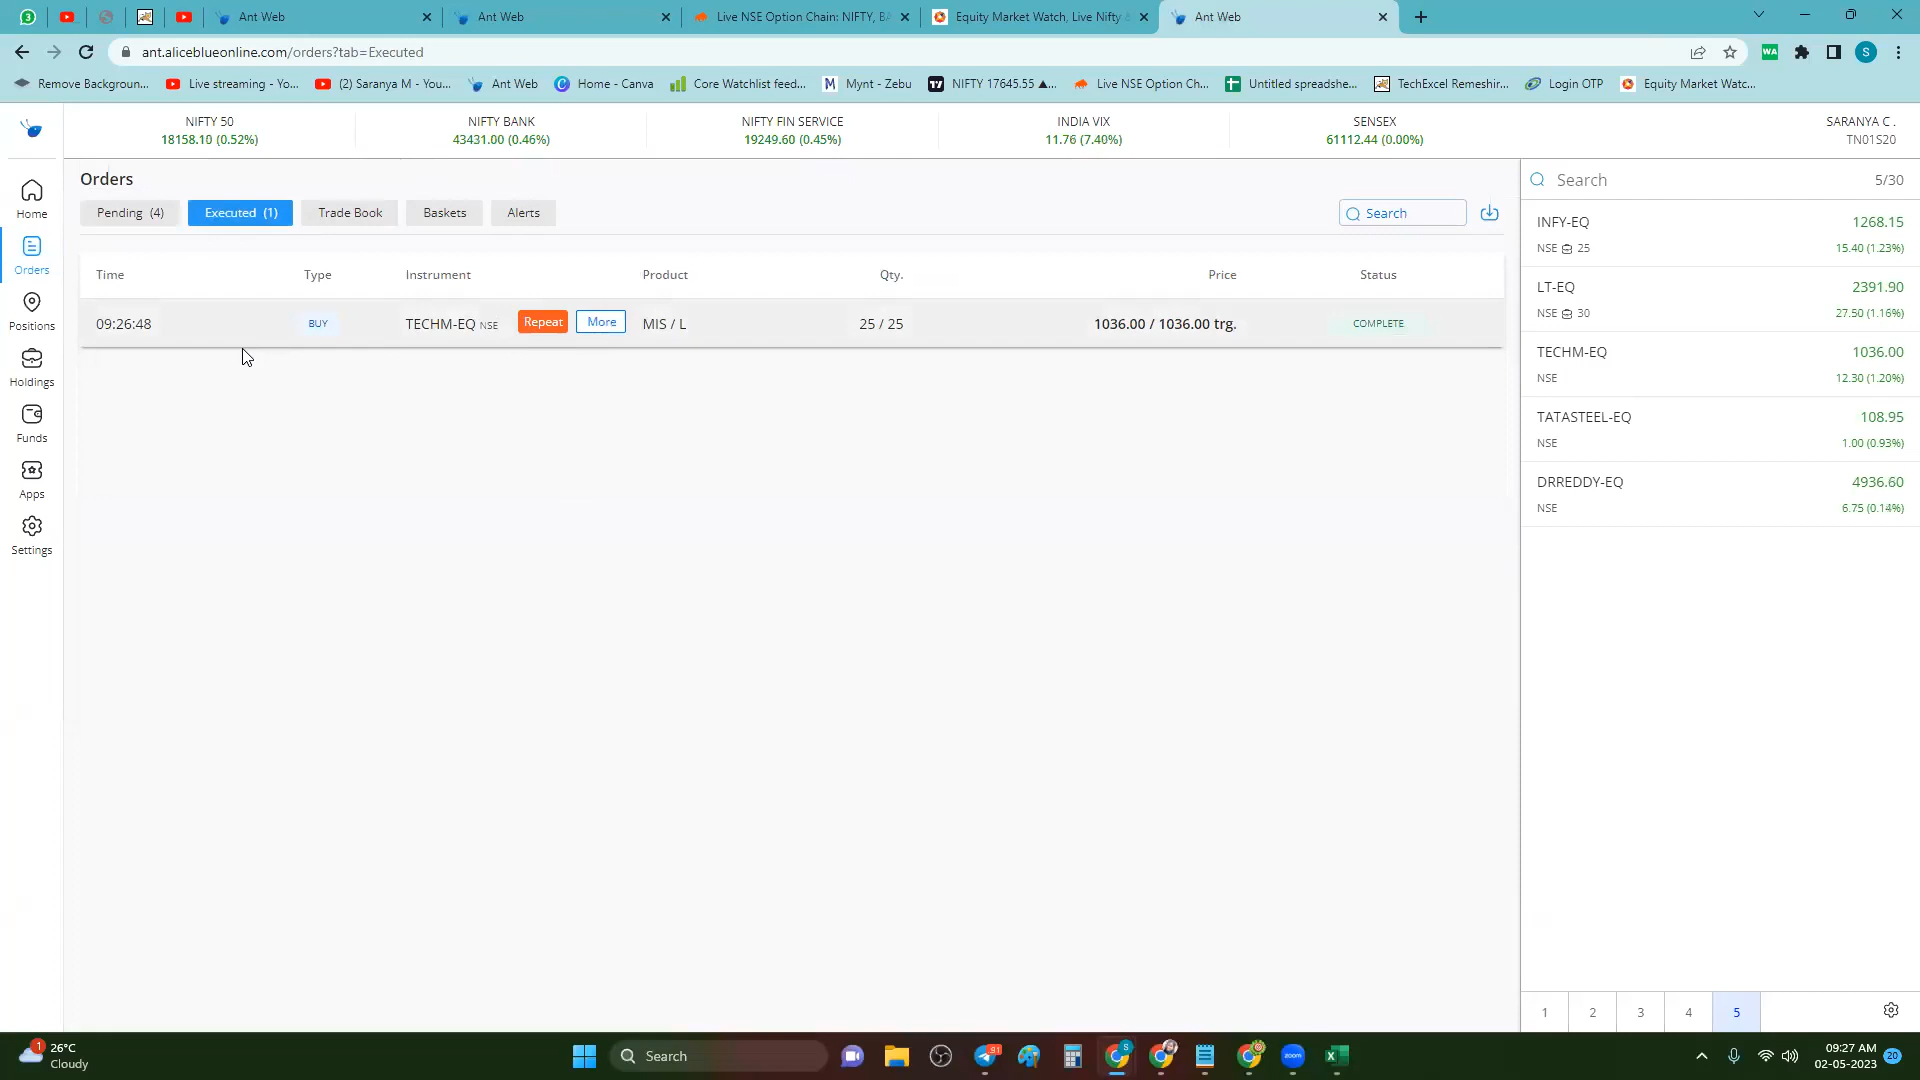 3
Ant Web
Ant Web
Live NSE Option Chain: NIFTY, BA
Equity Market Watch, Live Nifty
Ant Web
ant.aliceblueonline.com/orders?tab=Executed
WA
S
Remove Backgroun...
Live streaming - Yo...
(2) Saranya M - You...
Ant Web
Home - Canva
Core Watchlist feed...
Mynt - Zebu
NIFTY 17645.55 ▲...
Live NSE Option Ch...
Untitled spreadshe...
TechExcel Remeshir...
Login OTP
Equity Market Watc...
NIFTY 50
18158.10 (0.52%)
NIFTY BANK
43431.00 (0.46%)
NIFTY FIN SERVICE
19249.60 (0.45%)
INDIA VIX
11.76 (7.40%)
SENSEX
61112.44 (0.00%)
SARANYA C .
TN01S20
Home
Orders
Positions
Holdings
Funds
Apps
Settings
Orders
Pending (4)
Executed (1)
Trade Book
Baskets
Alerts
Search
Time Type Instrument Product Qty. Price Status
09:26:48 BUY TECHM-EQ NSE Repeat More MIS / L 25 / 25 1036.00 / 1036.00 trg. COMPLETE
Search 5/30
INFY-EQ 1268.15
NSE 25 15.40 (1.23%)
LT-EQ 2391.90
NSE 30 27.50 (1.16%)
TECHM-EQ 1036.00
NSE 12.30 (1.20%)
TATASTEEL-EQ 108.95
NSE 1.00 (0.93%)
DRREDDY-EQ 4936.60
NSE 6.75 (0.14%)
1 2 3 4 5
1
26°C
Cloudy
Search
91
S
zoom
09:27 AM
02-05-2023
20